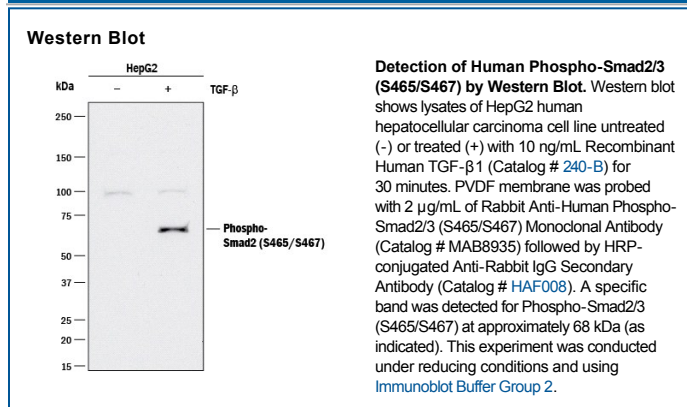 Western Blot
HepG2
kDa
– + TGF-β
250
150
100
75
50
37
25
20
15
Phospho-
Smad2 (S465/S467)
Detection of Human Phospho-Smad2/3
(S465/S467) by Western Blot. Western blot
shows lysates of HepG2 human
hepatocellular carcinoma cell line untreated
(-) or treated (+) with 10 ng/mL Recombinant
Human TGF-β1 (Catalog # 240-B) for
30 minutes. PVDF membrane was probed
with 2 µg/mL of Rabbit Anti-Human Phospho-
Smad2/3 (S465/S467) Monoclonal Antibody
(Catalog # MAB8935) followed by HRP-
conjugated Anti-Rabbit IgG Secondary
Antibody (Catalog # HAF008). A specific
band was detected for Phospho-Smad2/3
(S465/S467) at approximately 68 kDa (as
indicated). This experiment was conducted
under reducing conditions and using
Immunoblot Buffer Group 2.